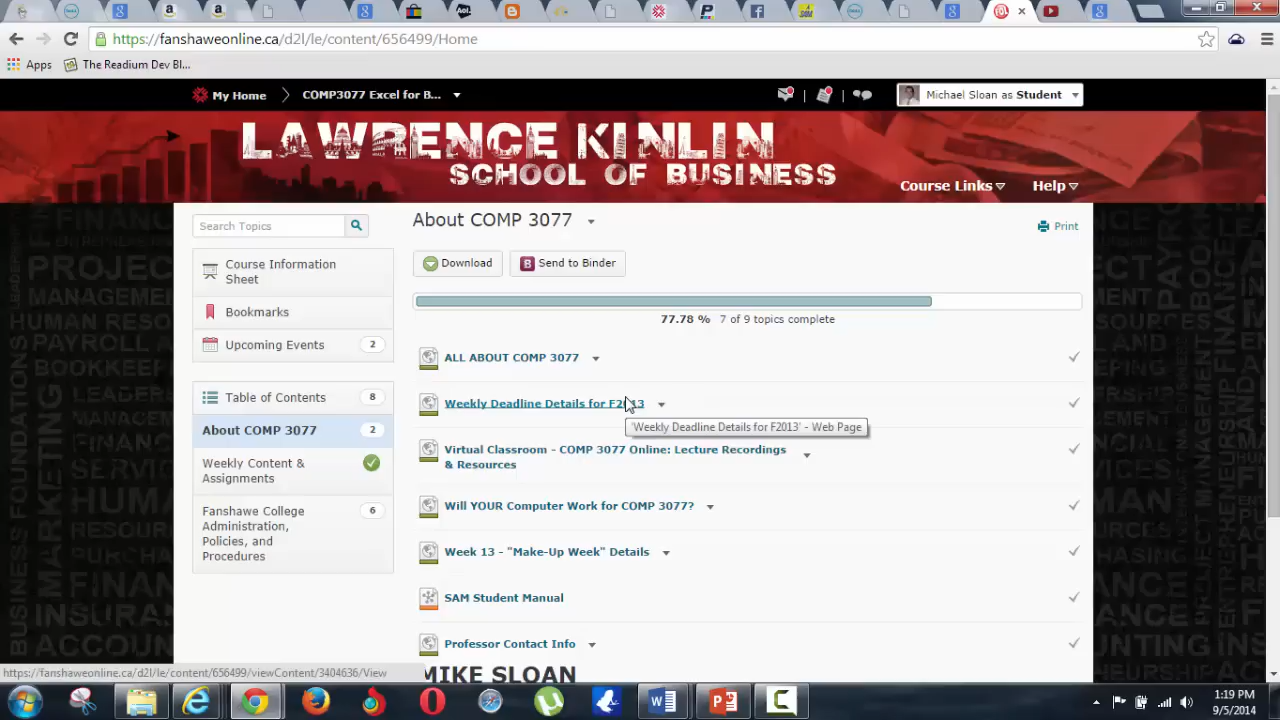 https://fanshaweonline.ca/d2l/le/content/656499/Home
Apps
The Readium Dev Bl...
My Home
COMP3077 Excel for B...
Michael Sloan as Student
LAWRENCE KINLIN
SCHOOL OF BUSINESS
Course Links
Help
Search Topics
Course Information
Sheet
Bookmarks
Upcoming Events
2
Table of Contents
8
About COMP 3077
2
Weekly Content &
Assignments
Fanshawe College
Administration,
Policies, and
Procedures
6
About COMP 3077
Print
Download
Send to Binder
77.78 % 7 of 9 topics complete
ALL ABOUT COMP 3077
Weekly Deadline Details for F2013
'Weekly Deadline Details for F2013' - Web Page
Virtual Classroom - COMP 3077 Online: Lecture Recordings
& Resources
Will YOUR Computer Work for COMP 3077?
Week 13 - "Make-Up Week" Details
SAM Student Manual
Professor Contact Info
MIKE SLOAN
https://fanshaweonline.ca/d2l/le/content/656499/viewContent/3404636/View
1:19 PM
9/5/2014